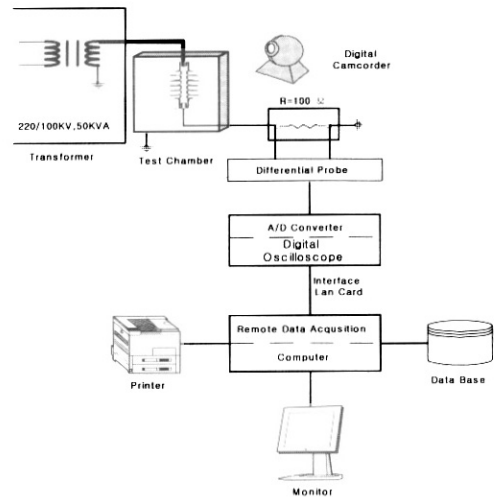 Digital
Camcorder
R=100 Ω
220/100KV,50KVA
Transformer
Test Chamber
Differential Probe
A/D Converter
Digital
Oscilloscope
Interface
Lan Card
Remote Data Acqusition
Computer
Printer
Data Base
Monitor